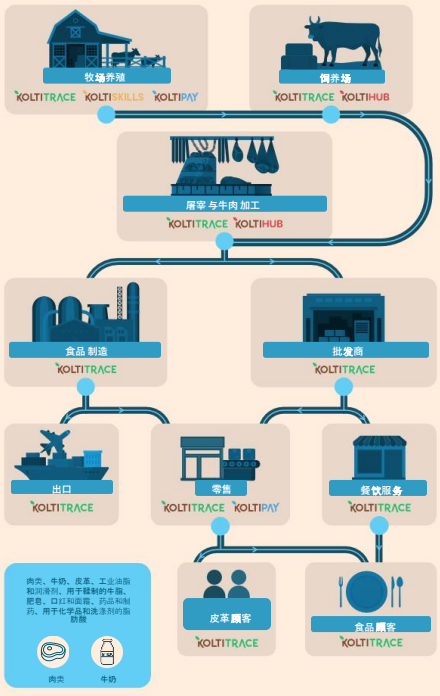 牧场养殖
KOLTITRACE KOLTISKILLS KOLTIPAY
饲养场
KOLTITRACE KOLTIHUB
屠宰 与牛肉 加工
KOLTITRACE KOLTIHUB
食品 制造
KOLTITRACE
批发商
KOLTITRACE
出口
KOLTITRACE
零售
KOLTITRACE KOLTIPAY
餐饮服务
KOLTITRACE
皮革 顾客
KOLTITRACE
食品 顾客
KOLTITRACE
肉类、牛奶、皮革、工业油脂
和润滑剂、用于鞣制的牛脂、
肥皂、口红和面霜、药品和制
药、用于化学品和洗涤剂的脂
肪酸
肉类
牛奶